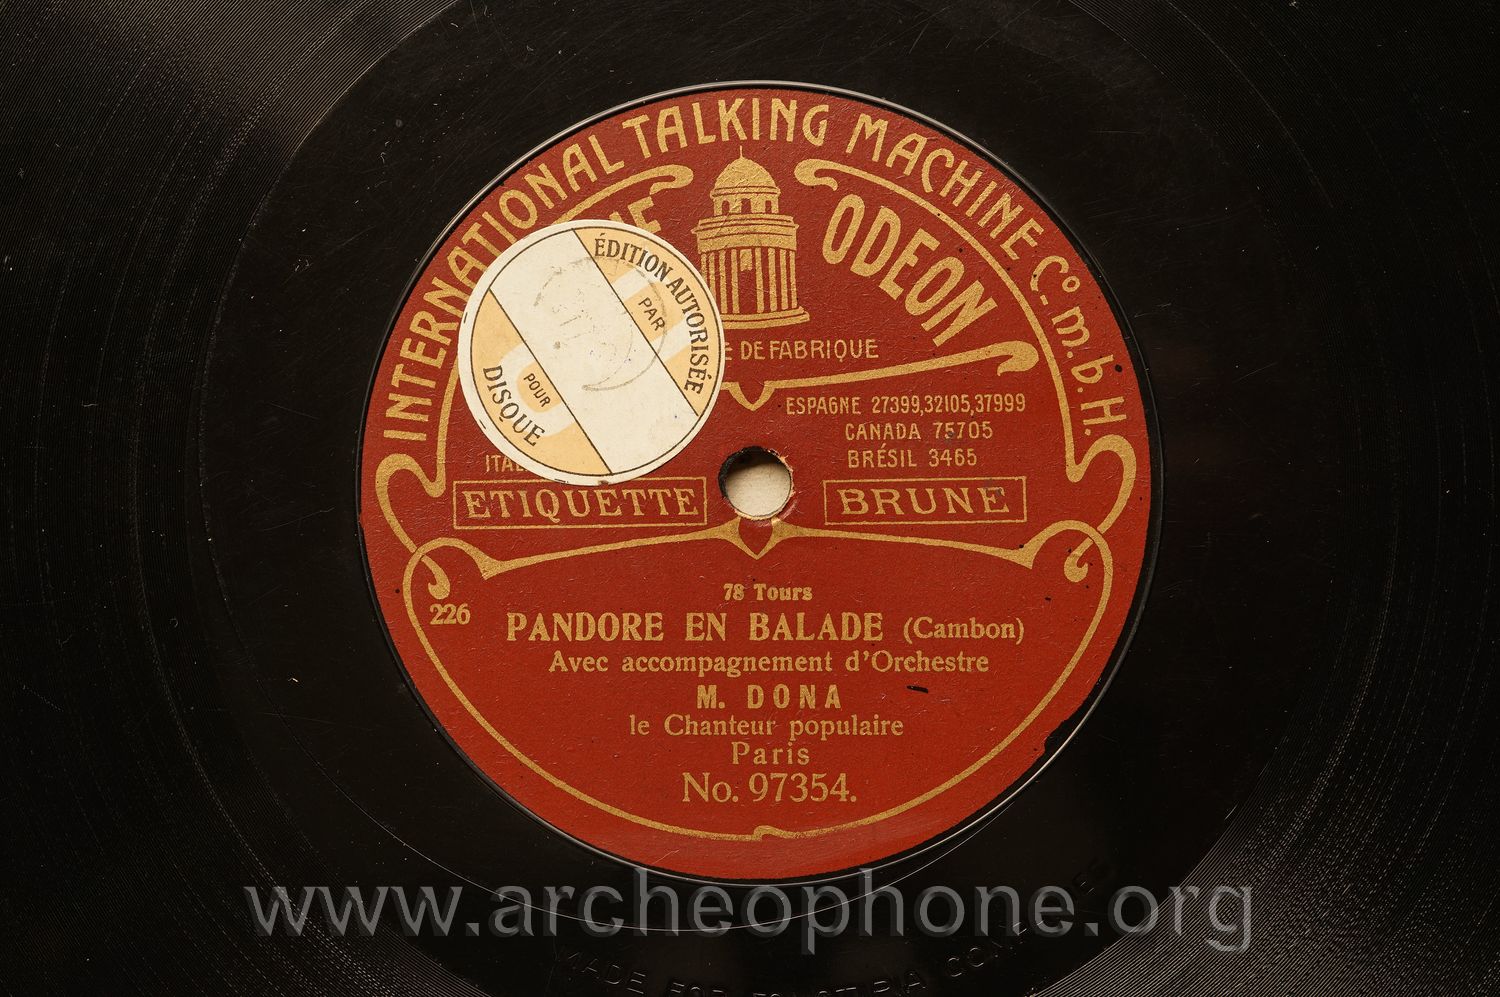 INTERNATIONAL TALKING MACHINE Co. m. b. H.
ODEON
DE FABRIQUE
ÉDITION AUTORISÉE
PAR
POUR
DISQUE
ESPAGNE 27399,32105,37999
CANADA 75705
BRÉSIL 3465
ETIQUETTE BRUNE
78 Tours
226
PANDORE EN BALADE (Cambon)
Avec accompagnement d'Orchestre
M. DONA
le Chanteur populaire
Paris
No. 97354.
www.archeophone.org
MADE FOR